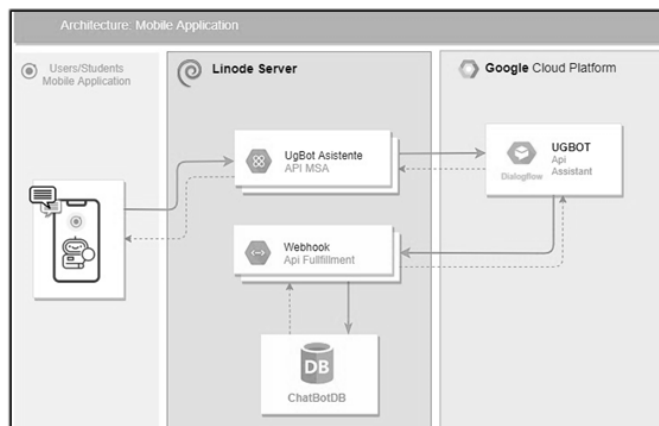 Architecture: Mobile Application
Users/Students
Mobile Application
Linode Server
Google Cloud Platform
UgBot Asistente
API MSA
UGBOT
Api
Assistant
Dialogflow
Webhook
Api Fullfillment
DB
ChatBotDB